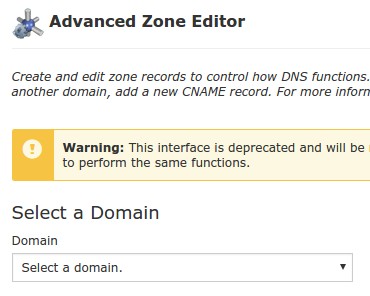 Advanced Zone Editor
Create and edit zone records to control how DNS functions.
another domain, add a new CNAME record. For more
Warning: This interface is deprecated and will be
to perform the same functions.
Select a Domain
Domain
Select a domain.